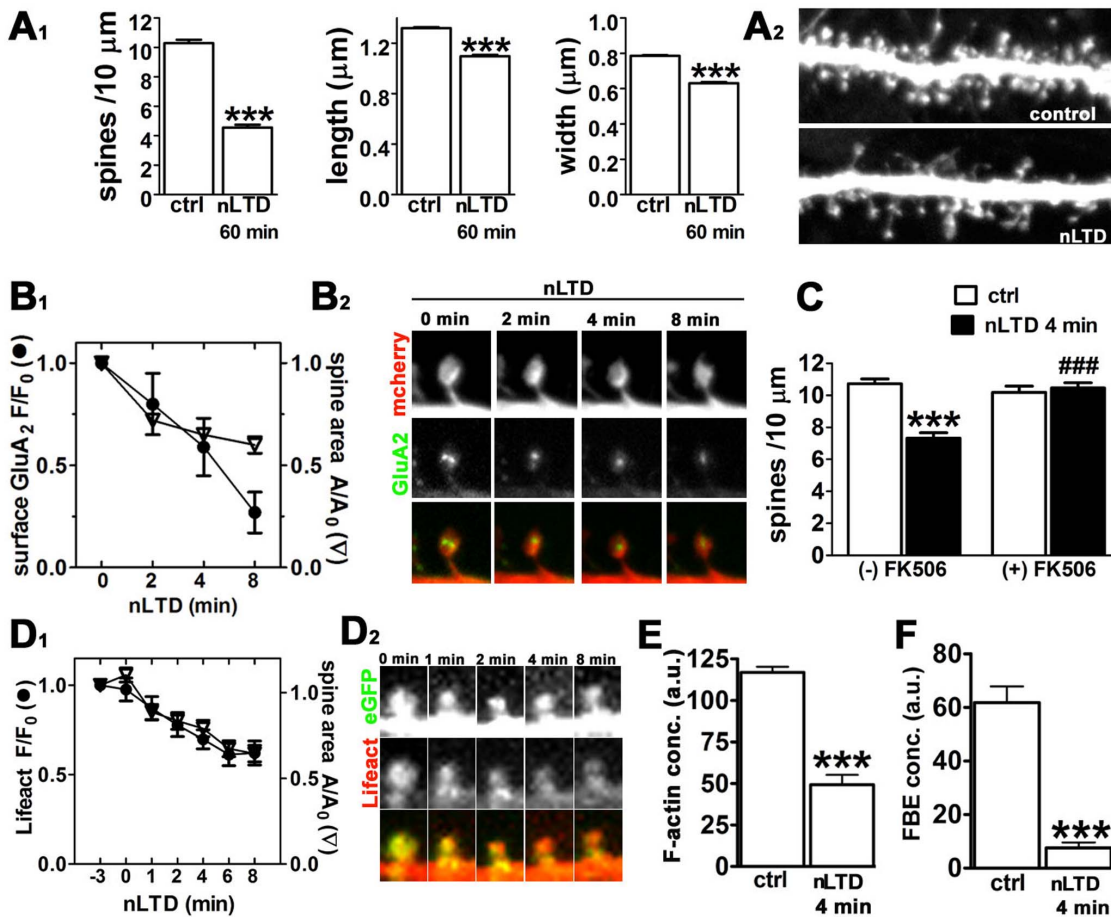 A1
spines /10 μm
12
10
8
6
4
2
0
***
ctrl nLTD
60 min
length (μm)
1.2
0.6
0.0
***
ctrl nLTD
60 min
width (μm)
0.8
0.6
0.4
0.2
0.0
***
ctrl nLTD
60 min
A2
control
nLTD
B1
surface GluA2 F/F0 (●)
1.0
0.5
0.0
spine area A/A0 (▽)
1.0
0.5
0.0
0 2 4 8
nLTD (min)
B2
nLTD
0 min 2 min 4 min 8 min
mcherry
GluA2
C
ctrl
nLTD 4 min
spines /10 μm
12
10
8
6
4
2
0
***
###
(-) FK506 (+) FK506
D1
Lifeact F/F0 ●
1.0
0.5
0.0
spine area A/A0 (▽)
1.0
0.5
0.0
-3 0 1 2 4 6 8
nLTD (min)
D2
0 min 1 min 2 min 4 min 8 min
eGFP
Lifeact
E
F-actin conc. (a.u.)
125
100
75
50
25
0
***
ctrl nLTD
4 min
F
FBE conc. (a.u.)
80
60
40
20
0
***
ctrl nLTD
4 min